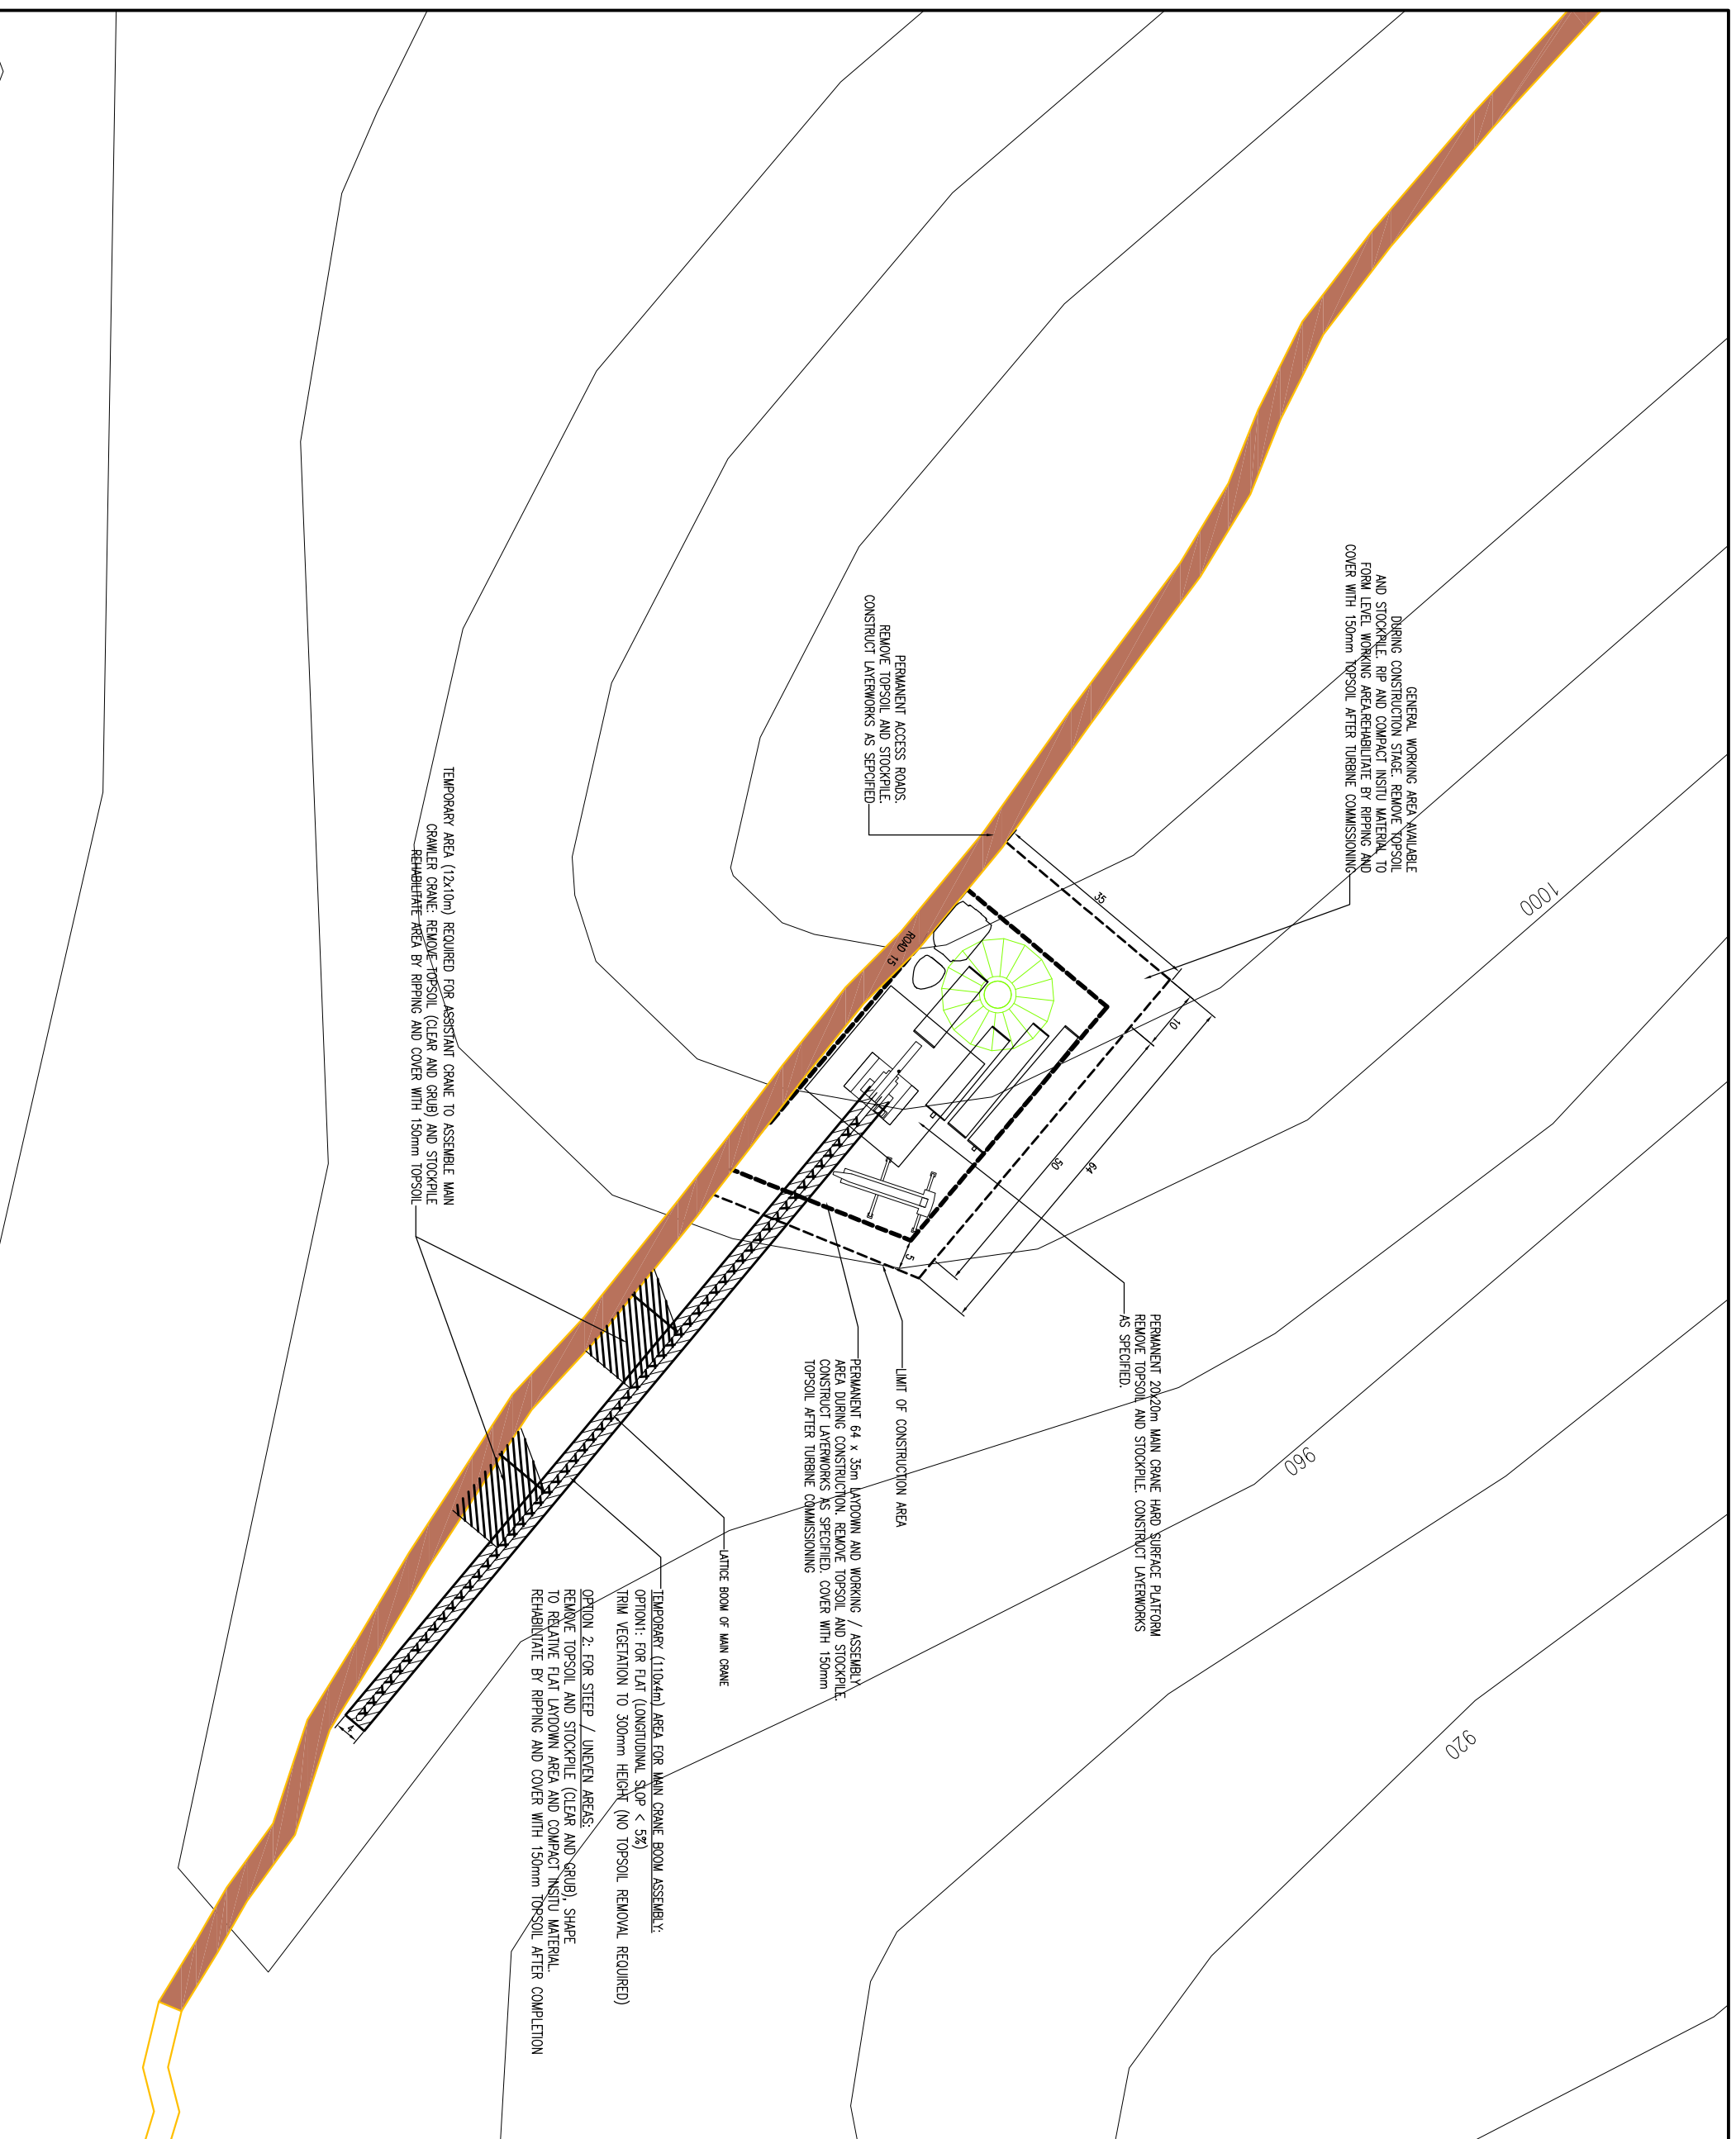 GENERAL WORKING AREA AVAILABLE
DURING CONSTRUCTION STAGE. REMOVE TOPSOIL
AND STOCKPILE. RIP AND COMPACT INSITU MATERIAL TO
FORM LEVEL WORKING AREA.REHABILITATE BY RIPPING AND
COVER WITH 150mm TOPSOIL AFTER TURBINE COMMISSIONING
1000
PERMANENT ACCESS ROADS.
REMOVE TOPSOIL AND STOCKPILE.
CONSTRUCT LAYERWORKS AS SEPCIFIED
35
10
50
64
5
ROAD 15
PERMANENT 20x20m MAIN CRANE HARD SURFACE PLATFORM
REMOVE TOPSOIL AND STOCKPILE. CONSTRUCT LAYERWORKS
AS SPECIFIED.
960
920
LIMIT OF CONSTRUCTION AREA
PERMANENT 64 x 35m LAYDOWN AND WORKING / ASSEMBLY
AREA DURING CONSTRUCTION. REMOVE TOPSOIL AND STOCKPILE.
CONSTRUCT LAYERWORKS AS SPECIFIED. COVER WITH 150mm
TOPSOIL AFTER TURBINE COMMISSIONING
LATTICE BOOM OF MAIN CRANE
TEMPORARY (110x4m) AREA FOR MAIN CRANE BOOM ASSEMBLY:
OPTION1: FOR FLAT (LONGITUDINAL SLOP < 5%)
TRIM VEGETATION TO 300mm HEIGHT (NO TOPSOIL REMOVAL REQUIRED)
OPTION 2: FOR STEEP / UNEVEN AREAS:
REMOVE TOPSOIL AND STOCKPILE (CLEAR AND GRUB), SHAPE
TO RELATIVE FLAT LAYDOWN AREA AND COMPACT INSITU MATERIAL.
REHABILITATE BY RIPPING AND COVER WITH 150mm TOPSOIL AFTER COMPLETION
TEMPORARY AREA (12x10m) REQUIRED FOR ASSISTANT CRANE TO ASSEMBLE MAIN
CRAWLER CRANE: REMOVE TOPSOIL (CLEAR AND GRUB) AND STOCKPILE
REHABILITATE AREA BY RIPPING AND COVER WITH 150mm TOPSOIL
4